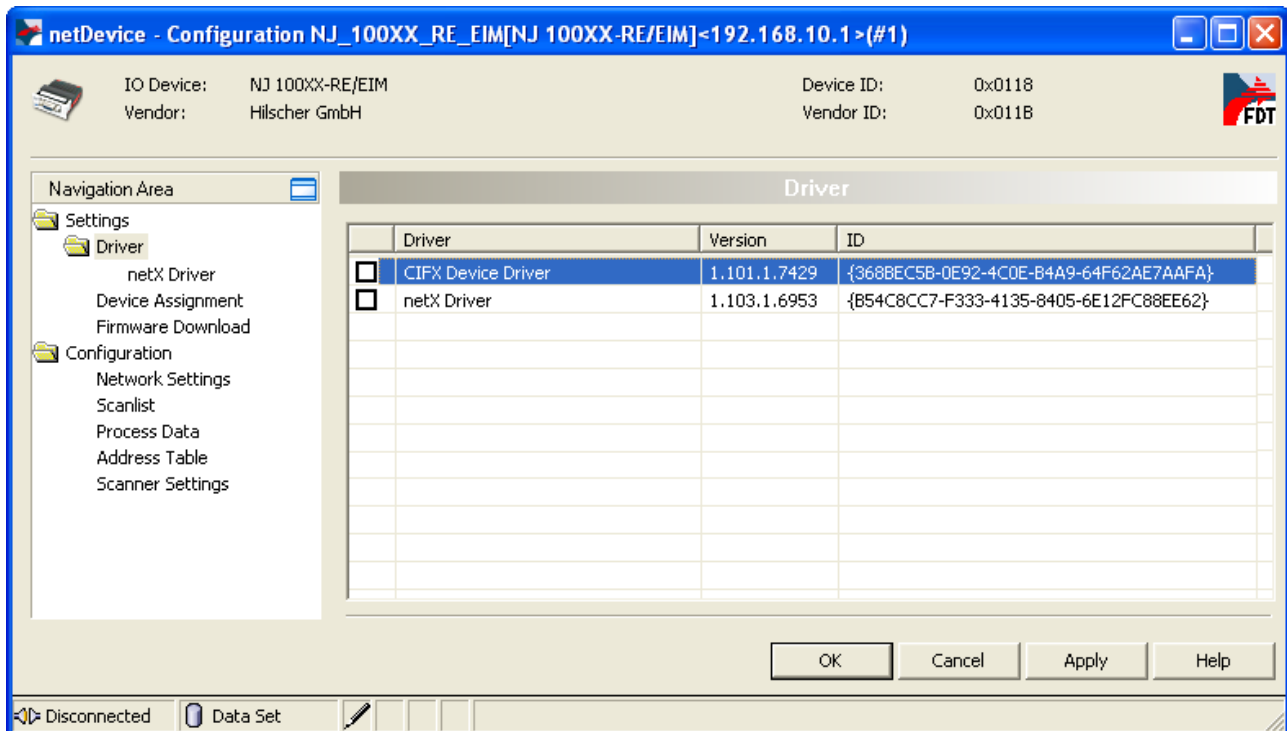 netDevice - Configuration NJ_100XX_RE_EIM[NJ 100XX-RE/EIM]<192.168.10.1>(#1)
IO Device: NJ 100XX-RE/EIM Device ID: 0x0118
Vendor: Hilscher GmbH Vendor ID: 0x011B
FDT
Navigation Area
Settings
Driver
netX Driver
Device Assignment
Firmware Download
Configuration
Network Settings
Scanlist
Process Data
Address Table
Scanner Settings
Driver
Driver Version ID
CIFX Device Driver 1.101.1.7429 {368BEC5B-0E92-4C0E-B4A9-64F62AE7AAFA}
netX Driver 1.103.1.6953 {B54C8CC7-F333-4135-8405-6E12FC88EE62}
OK Cancel Apply Help
Disconnected Data Set